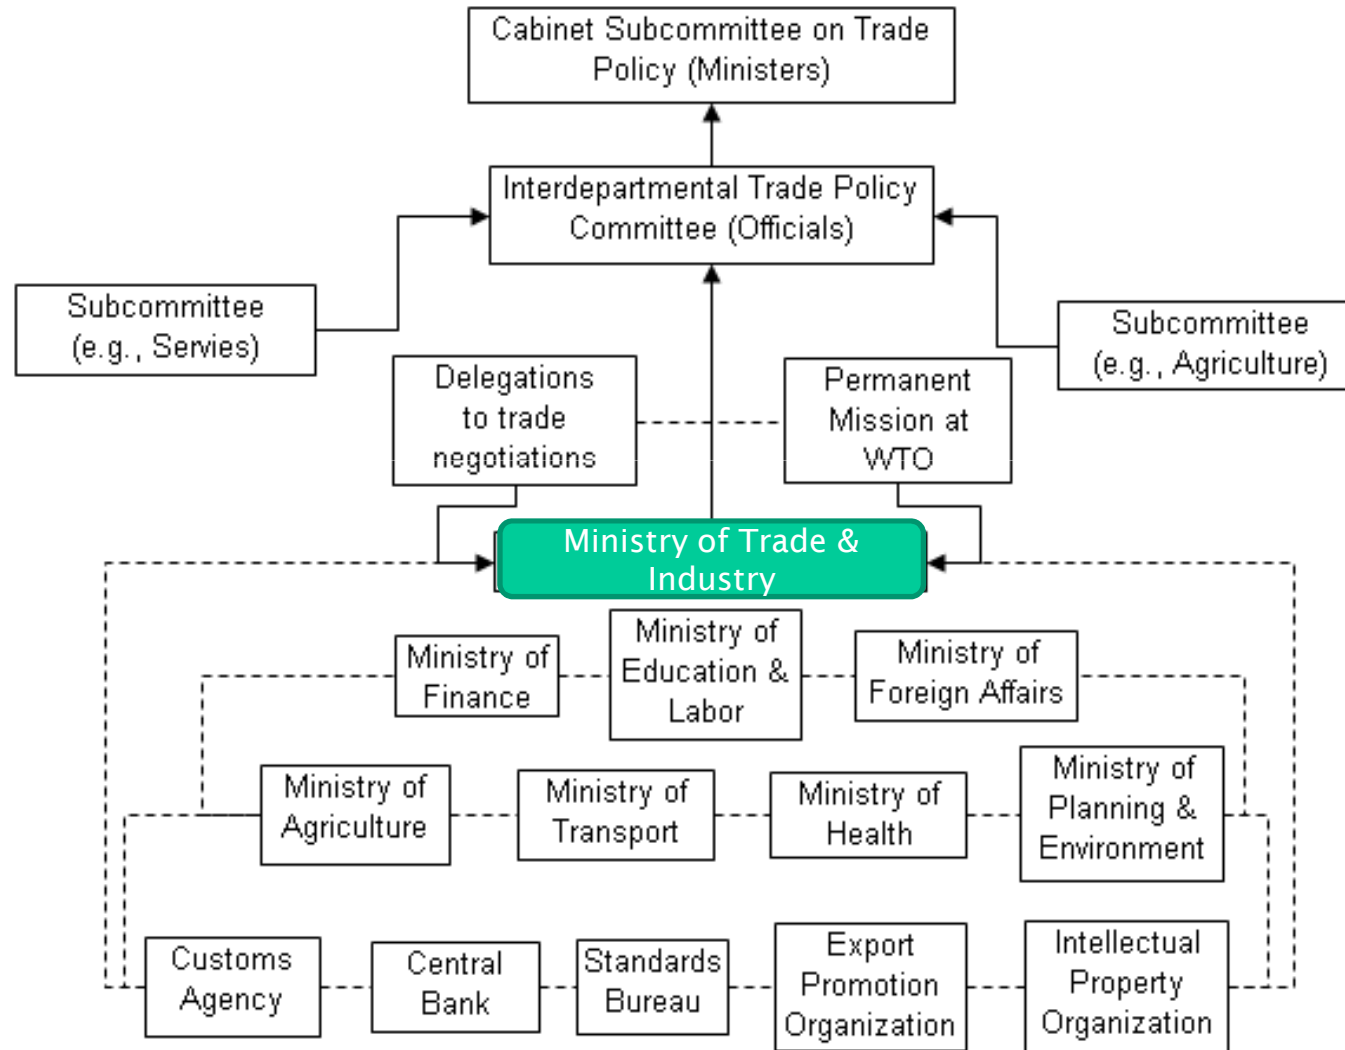 Cabinet Subcommittee on Trade
Policy (Ministers)
Interdepartmental Trade Policy
Committee (Officials)
Subcommittee
(e.g., Servies)
Subcommittee
(e.g., Agriculture)
Delegations
to trade
negotiations
Permanent
Mission at
WTO
Ministry of Trade &
Industry
Ministry of
Finance
Ministry of
Education &
Labor
Ministry of
Foreign Affairs
Ministry of
Agriculture
Ministry of
Transport
Ministry of
Health
Ministry of
Planning &
Environment
Customs
Agency
Central
Bank
Standards
Bureau
Export
Promotion
Organization
Intellectual
Property
Organization